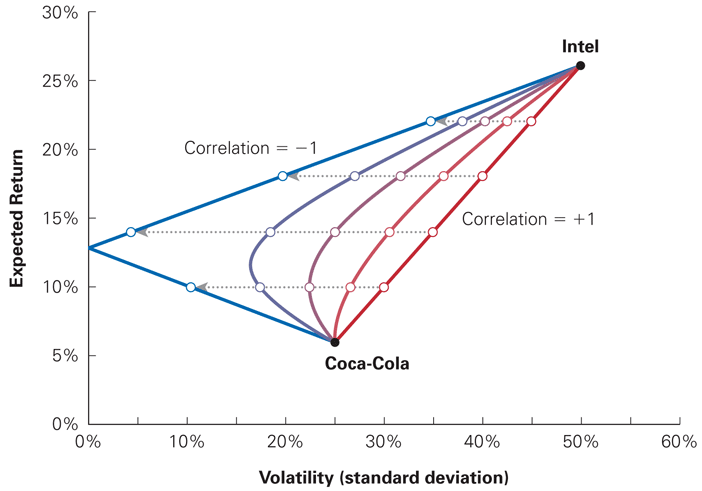 30%
Intel
25%
Correlation = −1
20%
Expected Return
15%
Correlation = +1
10%
5%
Coca-Cola
0%
0% 10% 20% 30% 40% 50% 60%
Volatility (standard deviation)